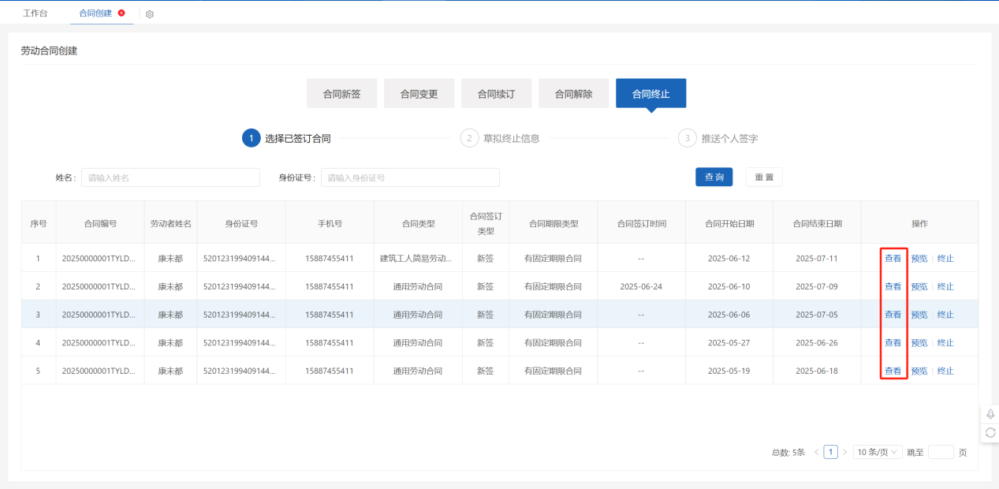 工作台 合同创建
劳动合同创建
合同新签 合同变更 合同续订 合同解除 合同终止
1 选择已签订合同 2 草拟终止信息 3 推送个人签字
姓名: 请输入姓名 身份证号: 请输入身份证号 查 询 重 置
序号 合同编号 劳动者姓名 身份证号 手机号 合同类型 合同签订类型 合同期限类型 合同签订时间 合同开始日期 合同结束日期 操作
1 20250000001TYLD... 康未都 520123199409144... 15887455411 建筑工人简易劳动... 新签 有固定期限合同 -- 2025-06-12 2025-07-11 查看 预览 终止
2 20250000001TYLD... 康未都 520123199409144... 15887455411 通用劳动合同 新签 有固定期限合同 2025-06-24 2025-06-10 2025-07-09 查看 预览 终止
3 20250000001TYLD... 康未都 520123199409144... 15887455411 通用劳动合同 新签 有固定期限合同 -- 2025-06-06 2025-07-05 查看 预览 终止
4 20250000001TYLD... 康未都 520123199409144... 15887455411 通用劳动合同 新签 有固定期限合同 -- 2025-05-27 2025-06-26 查看 预览 终止
5 20250000001TYLD... 康未都 520123199409144... 15887455411 通用劳动合同 新签 有固定期限合同 -- 2025-05-19 2025-06-18 查看 预览 终止
总数: 5条 < 1 > 10 条/页 跳至 页